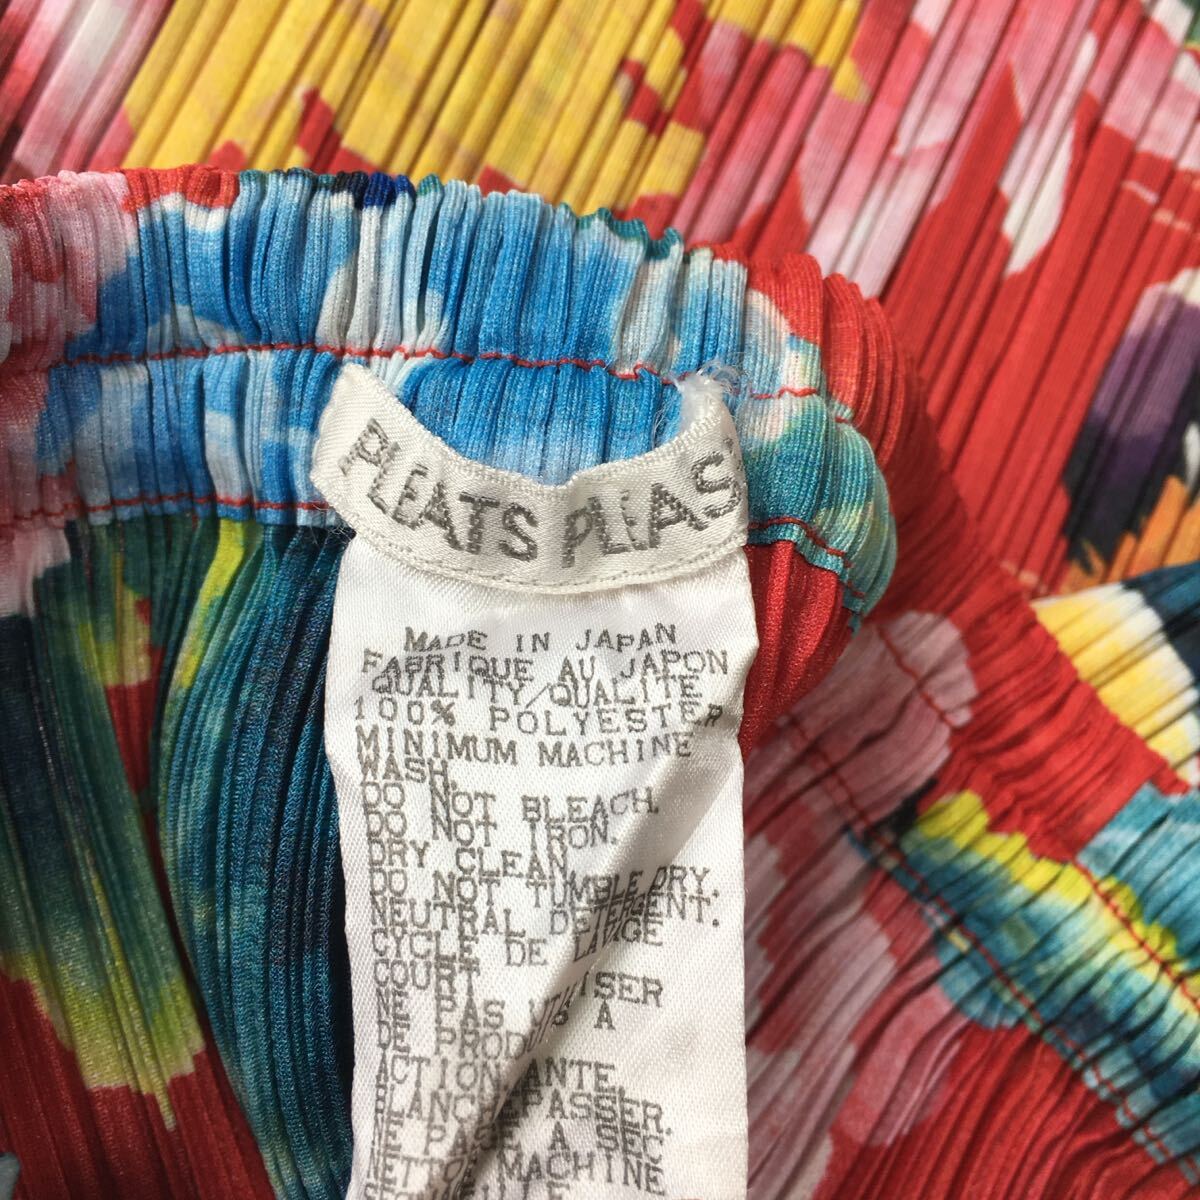 PLEATS PLEAS
MADE IN JAPAN
FABRIQUE AU JAPON
QUALITY/QUALITE
100% POLYESTER
MINIMUM MACHINE
WASH.
DO NOT BLEACH.
DO NOT IRON.
DRY CLEAN
DO NOT TUMBLE DRY.
NEUTRAL DETERGENT.
CYCLE DE LAVAGE
COURT
NE PAS UTILISER
DE PRODUITS A
ACTION
NE PAS A SEC
MACHINE